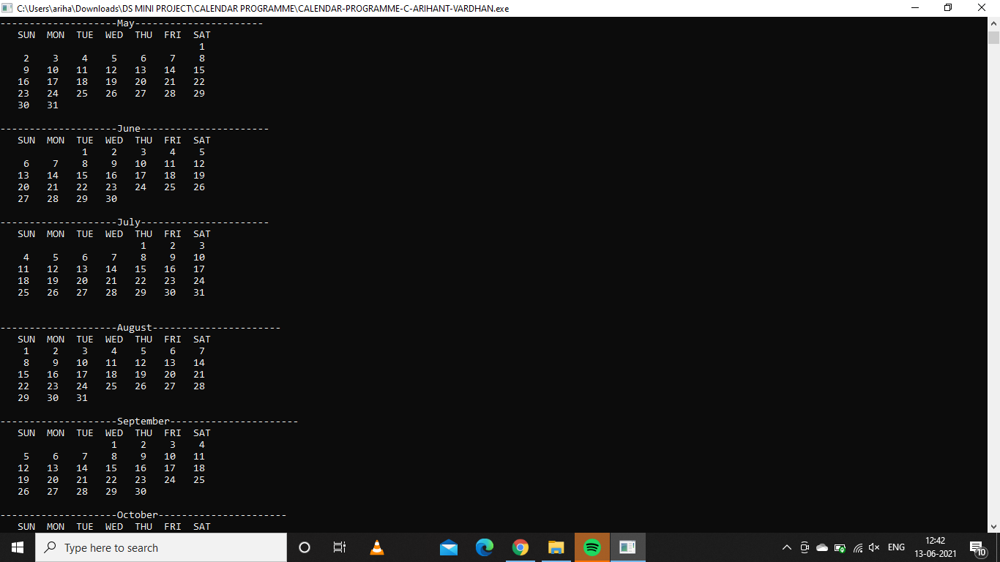 C:\Users\ariha\Downloads\DS MINI PROJECT\CALENDAR PROGRAMME\CALENDAR-PROGRAMME-C-ARIHANT-VARDHAN.exe
--------------------May----------------------
   SUN  MON  TUE  WED  THU  FRI  SAT
                                  1
    2    3    4    5    6    7    8
    9   10   11   12   13   14   15
   16   17   18   19   20   21   22
   23   24   25   26   27   28   29
   30   31
--------------------June----------------------
   SUN  MON  TUE  WED  THU  FRI  SAT
              1    2    3    4    5
    6    7    8    9   10   11   12
   13   14   15   16   17   18   19
   20   21   22   23   24   25   26
   27   28   29   30
--------------------July----------------------
   SUN  MON  TUE  WED  THU  FRI  SAT
                        1    2    3
    4    5    6    7    8    9   10
   11   12   13   14   15   16   17
   18   19   20   21   22   23   24
   25   26   27   28   29   30   31
--------------------August----------------------
   SUN  MON  TUE  WED  THU  FRI  SAT
    1    2    3    4    5    6    7
    8    9   10   11   12   13   14
   15   16   17   18   19   20   21
   22   23   24   25   26   27   28
   29   30   31
--------------------September----------------------
   SUN  MON  TUE  WED  THU  FRI  SAT
                   1    2    3    4
    5    6    7    8    9   10   11
   12   13   14   15   16   17   18
   19   20   21   22   23   24   25
   26   27   28   29   30
--------------------October----------------------
   SUN  MON  TUE  WED  THU  FRI  SAT
Type here to search
ENG
12:42
13-06-2021
10